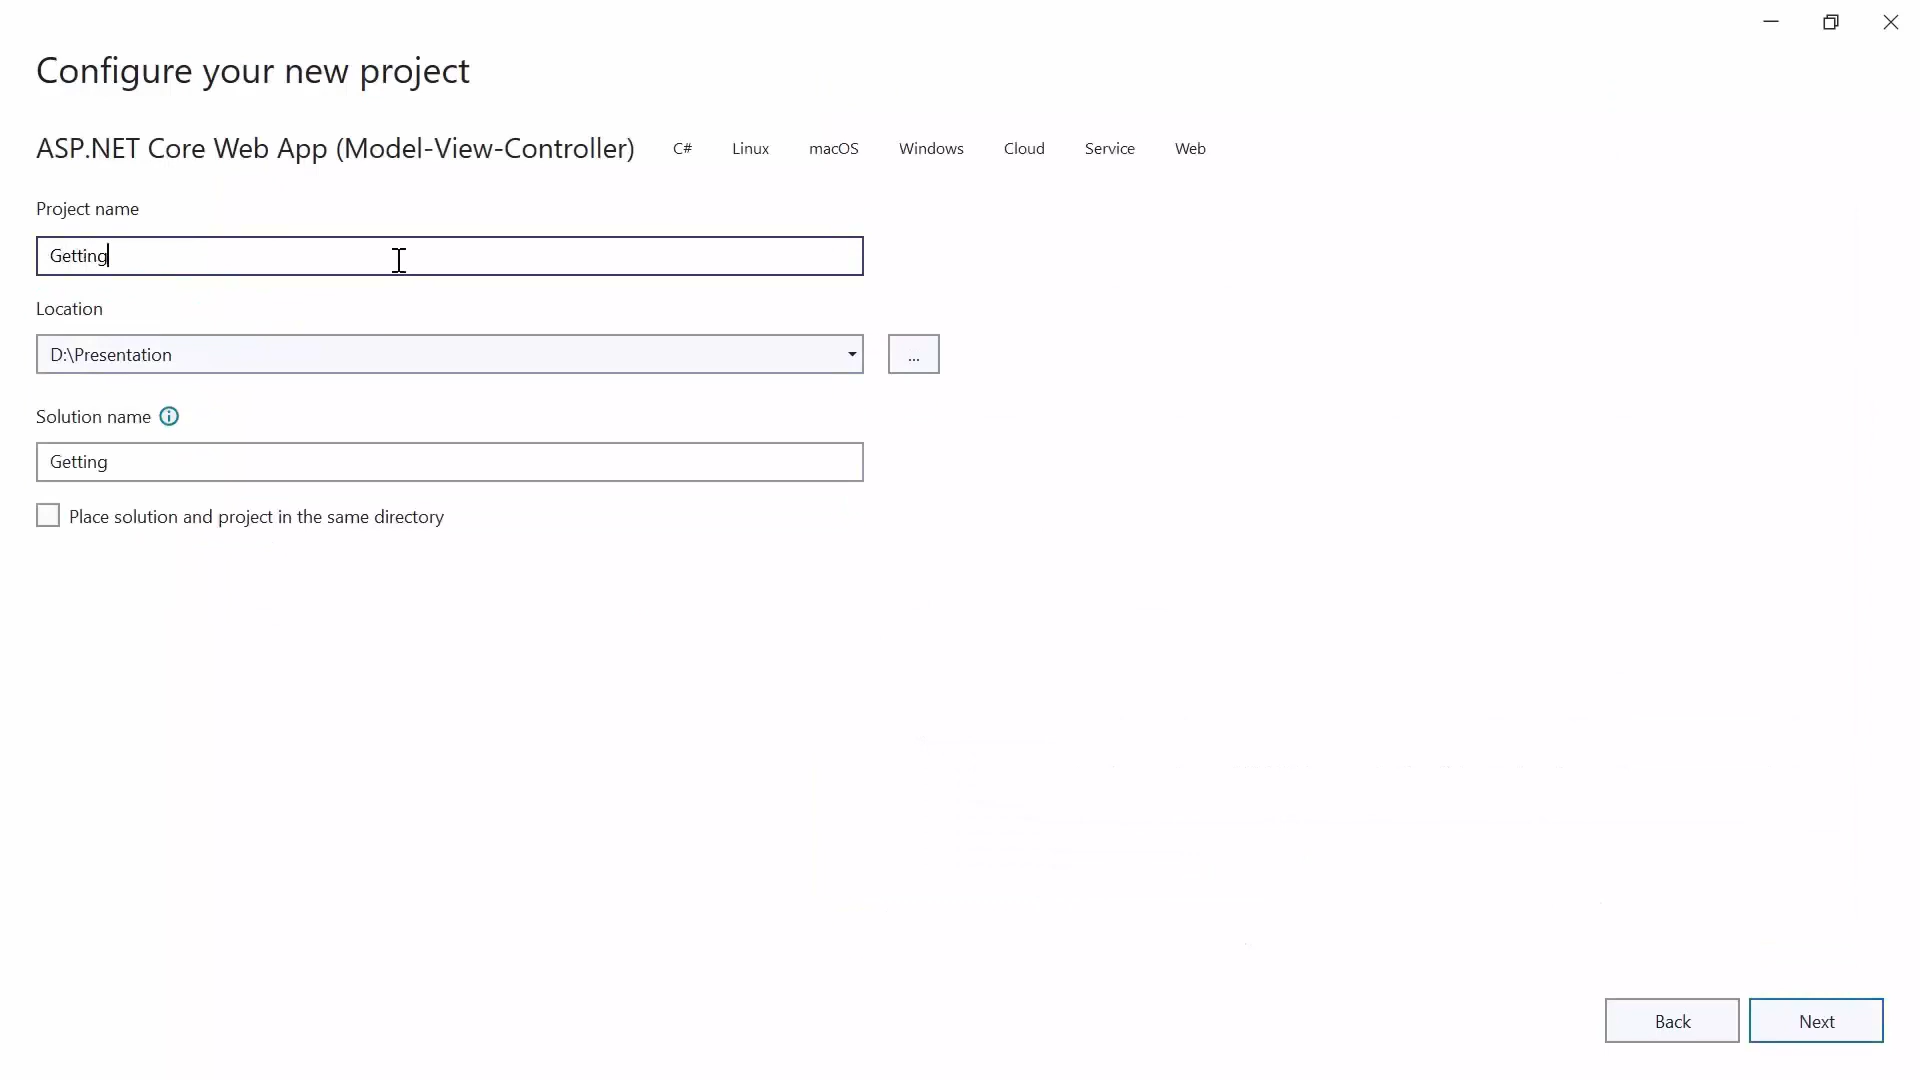 Configure your new project
ASP.NET Core Web App (Model-View-Controller) C# Linux macOS Windows Cloud Service Web
Project name
Getting
Location
D:\Presentation
...
Solution name
Getting
Place solution and project in the same directory
Back Next